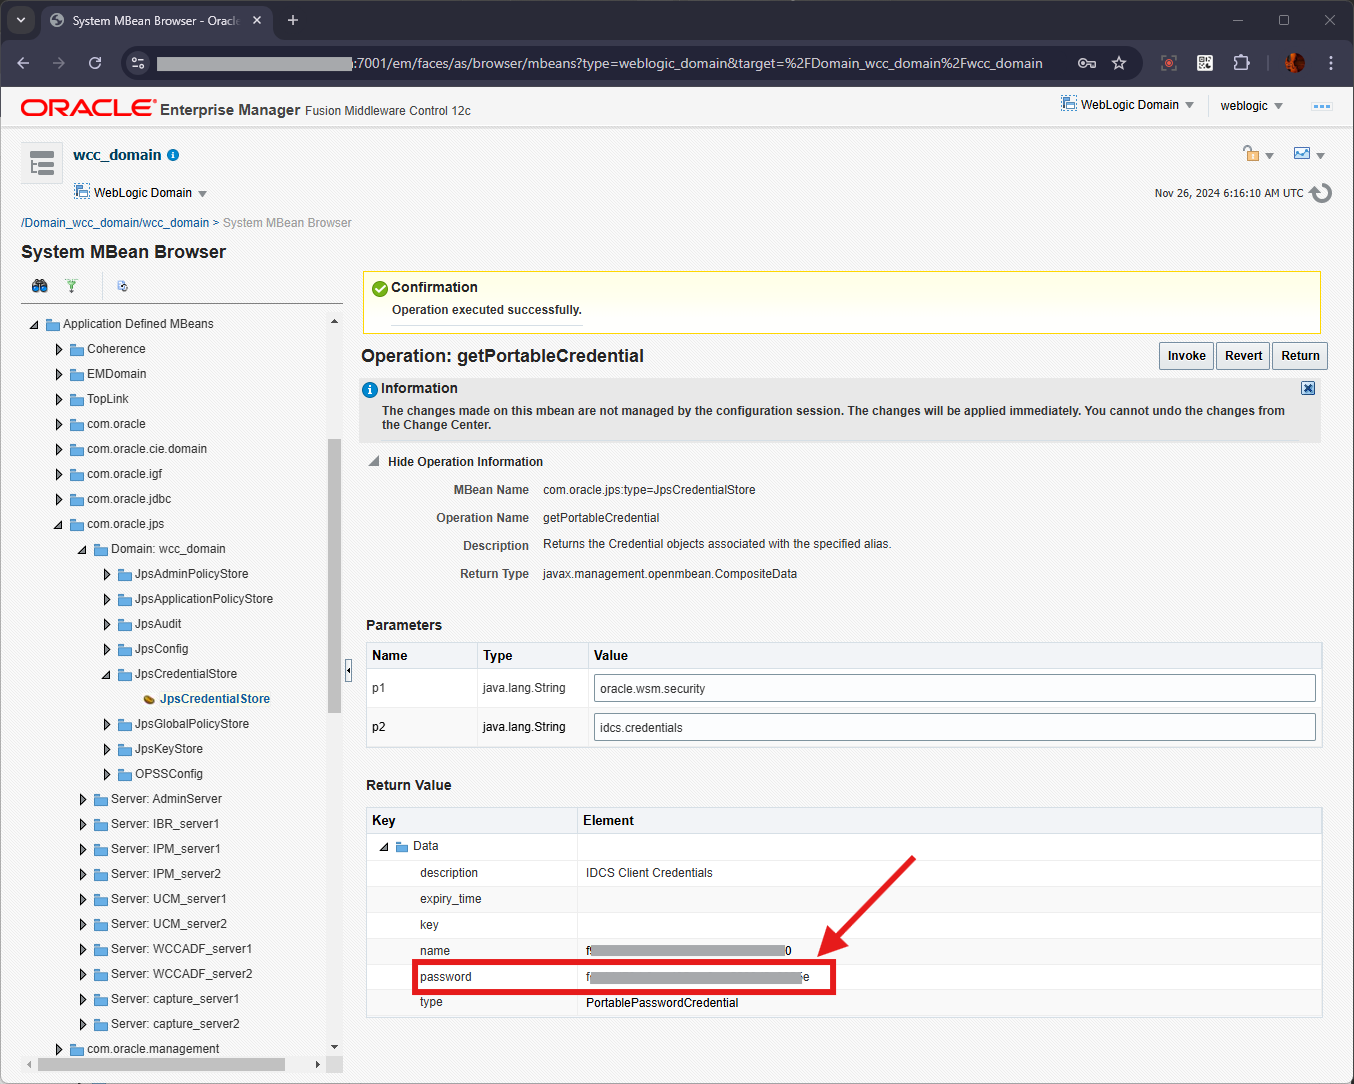 System MBean Browser - Oracle
:7001/em/faces/as/browser/mbeans?type=weblogic_domain&target=%2FDomain_wcc_domain%2Fwcc_domain
ORACLE Enterprise Manager Fusion Middleware Control 12c
WebLogic Domain
weblogic
wcc_domain
WebLogic Domain
Nov 26, 2024 6:16:10 AM UTC
/Domain_wcc_domain/wcc_domain > System MBean Browser
System MBean Browser
Application Defined MBeans
Coherence
EMDomain
TopLink
com.oracle
com.oracle.cie.domain
com.oracle.igf
com.oracle.jdbc
com.oracle.jps
Domain: wcc_domain
JpsAdminPolicyStore
JpsApplicationPolicyStore
JpsAudit
JpsConfig
JpsCredentialStore
JpsCredentialStore
JpsGlobalPolicyStore
JpsKeyStore
OPSSConfig
Server: AdminServer
Server: IBR_server1
Server: IPM_server1
Server: IPM_server2
Server: UCM_server1
Server: UCM_server2
Server: WCCADF_server1
Server: WCCADF_server2
Server: capture_server1
Server: capture_server2
com.oracle.management
Confirmation
Operation executed successfully.
Operation: getPortableCredential
Invoke
Revert
Return
Information
The changes made on this mbean are not managed by the configuration session. The changes will be applied immediately. You cannot undo the changes from
the Change Center.
Hide Operation Information
MBean Name com.oracle.jps:type=JpsCredentialStore
Operation Name getPortableCredential
Description Returns the Credential objects associated with the specified alias.
Return Type javax.management.openmbean.CompositeData
Parameters
Name Type Value
p1 java.lang.String oracle.wsm.security
p2 java.lang.String idcs.credentials
Return Value
Key Element
Data
description IDCS Client Credentials
expiry_time
key
name
password
type PortablePasswordCredential